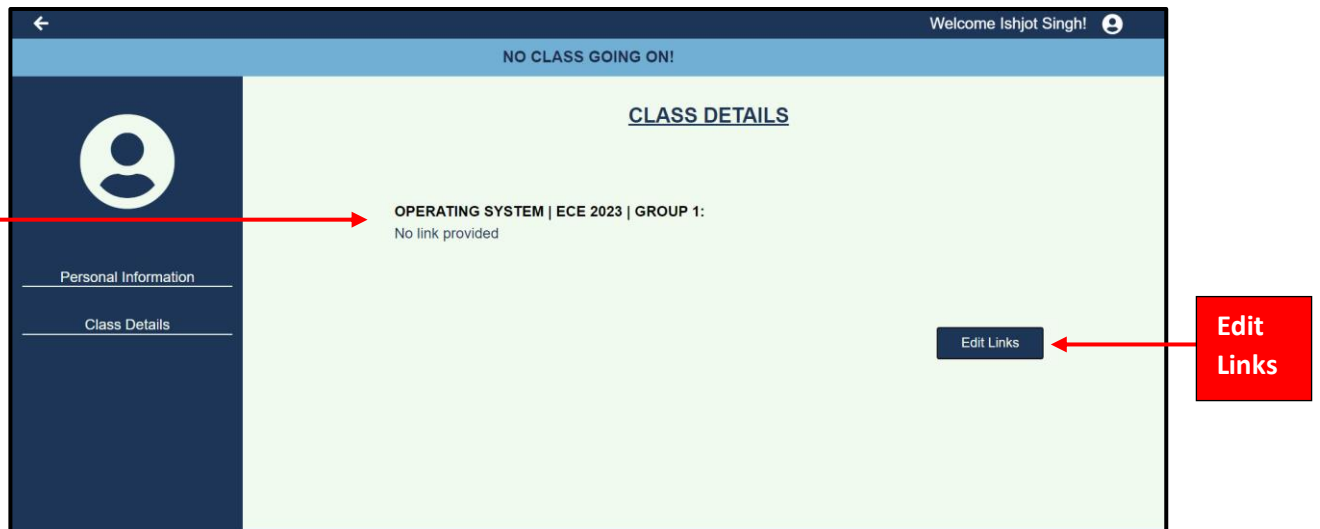 Welcome Ishjot Singh!
NO CLASS GOING ON!
CLASS DETAILS
OPERATING SYSTEM | ECE 2023 | GROUP 1:
No link provided
Personal Information
Class Details
Edit Links
Edit
Links